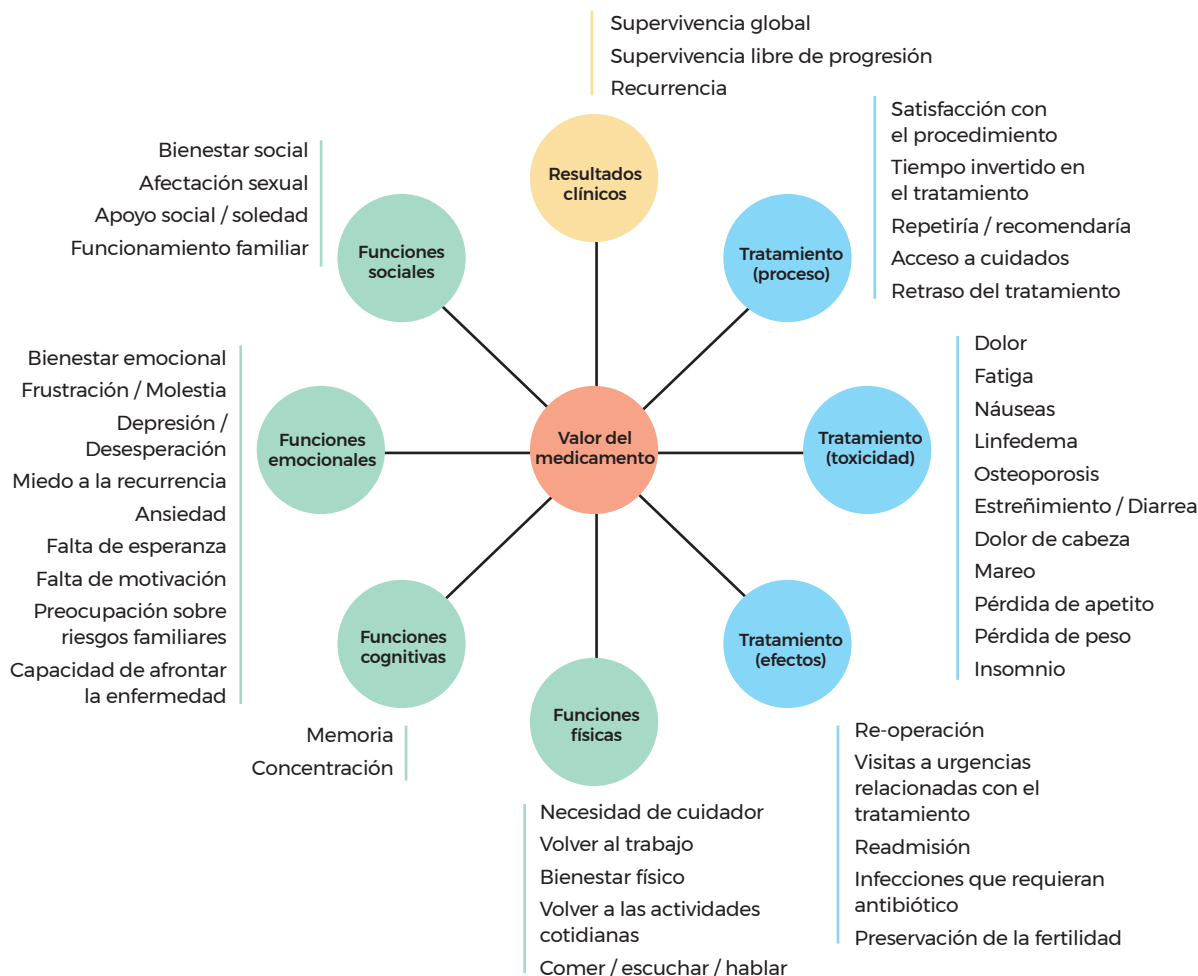 Supervivencia global
Supervivencia libre de progresión
Recurrencia
Resultados
clínicos
Satisfacción con
el procedimiento
Tiempo invertido en
el tratamiento
Repetiría / recomendaría
Acceso a cuidados
Retraso del tratamiento
Tratamiento
(proceso)
Dolor
Fatiga
Náuseas
Linfedema
Osteoporosis
Estreñimiento / Diarrea
Dolor de cabeza
Mareo
Pérdida de apetito
Pérdida de peso
Insomnio
Tratamiento
(toxicidad)
Tratamiento
(efectos)
Re-operación
Visitas a urgencias
relacionadas con el
tratamiento
Readmisión
Infecciones que requieran
antibiótico
Preservación de la fertilidad
Funciones
físicas
Necesidad de cuidador
Volver al trabajo
Bienestar físico
Volver a las actividades
cotidianas
Comer / escuchar / hablar
Funciones
cognitivas
Memoria
Concentración
Funciones
emocionales
Bienestar emocional
Frustración / Molestia
Depresión /
Desesperación
Miedo a la recurrencia
Ansiedad
Falta de esperanza
Falta de motivación
Preocupación sobre
riesgos familiares
Capacidad de afrontar
la enfermedad
Funciones
sociales
Bienestar social
Afectación sexual
Apoyo social / soledad
Funcionamiento familiar
Valor del
medicamento